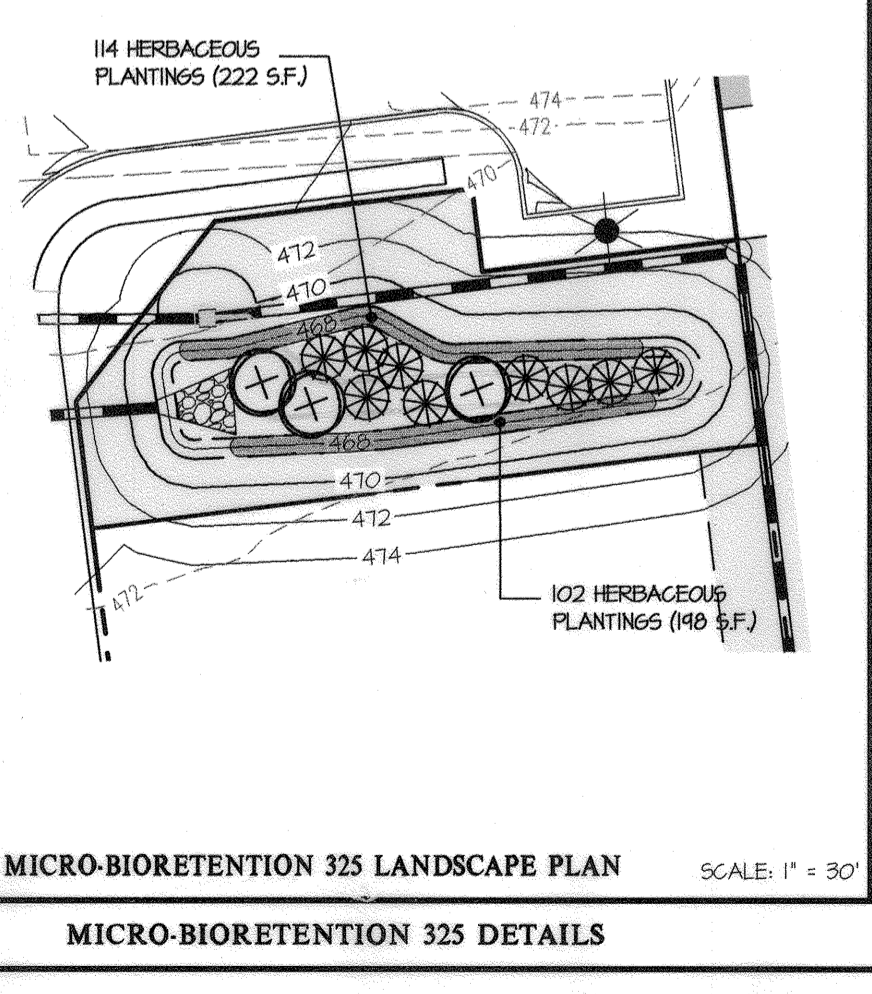 114 HERBACEOUS
PLANTINGS (222 S.F.)
474
472
470
472
470
468
468
470
472
474
472
102 HERBACEOUS
PLANTINGS (198 S.F.)
MICRO-BIORETENTION 325 LANDSCAPE PLAN
SCALE: 1" = 30'
MICRO-BIORETENTION 325 DETAILS